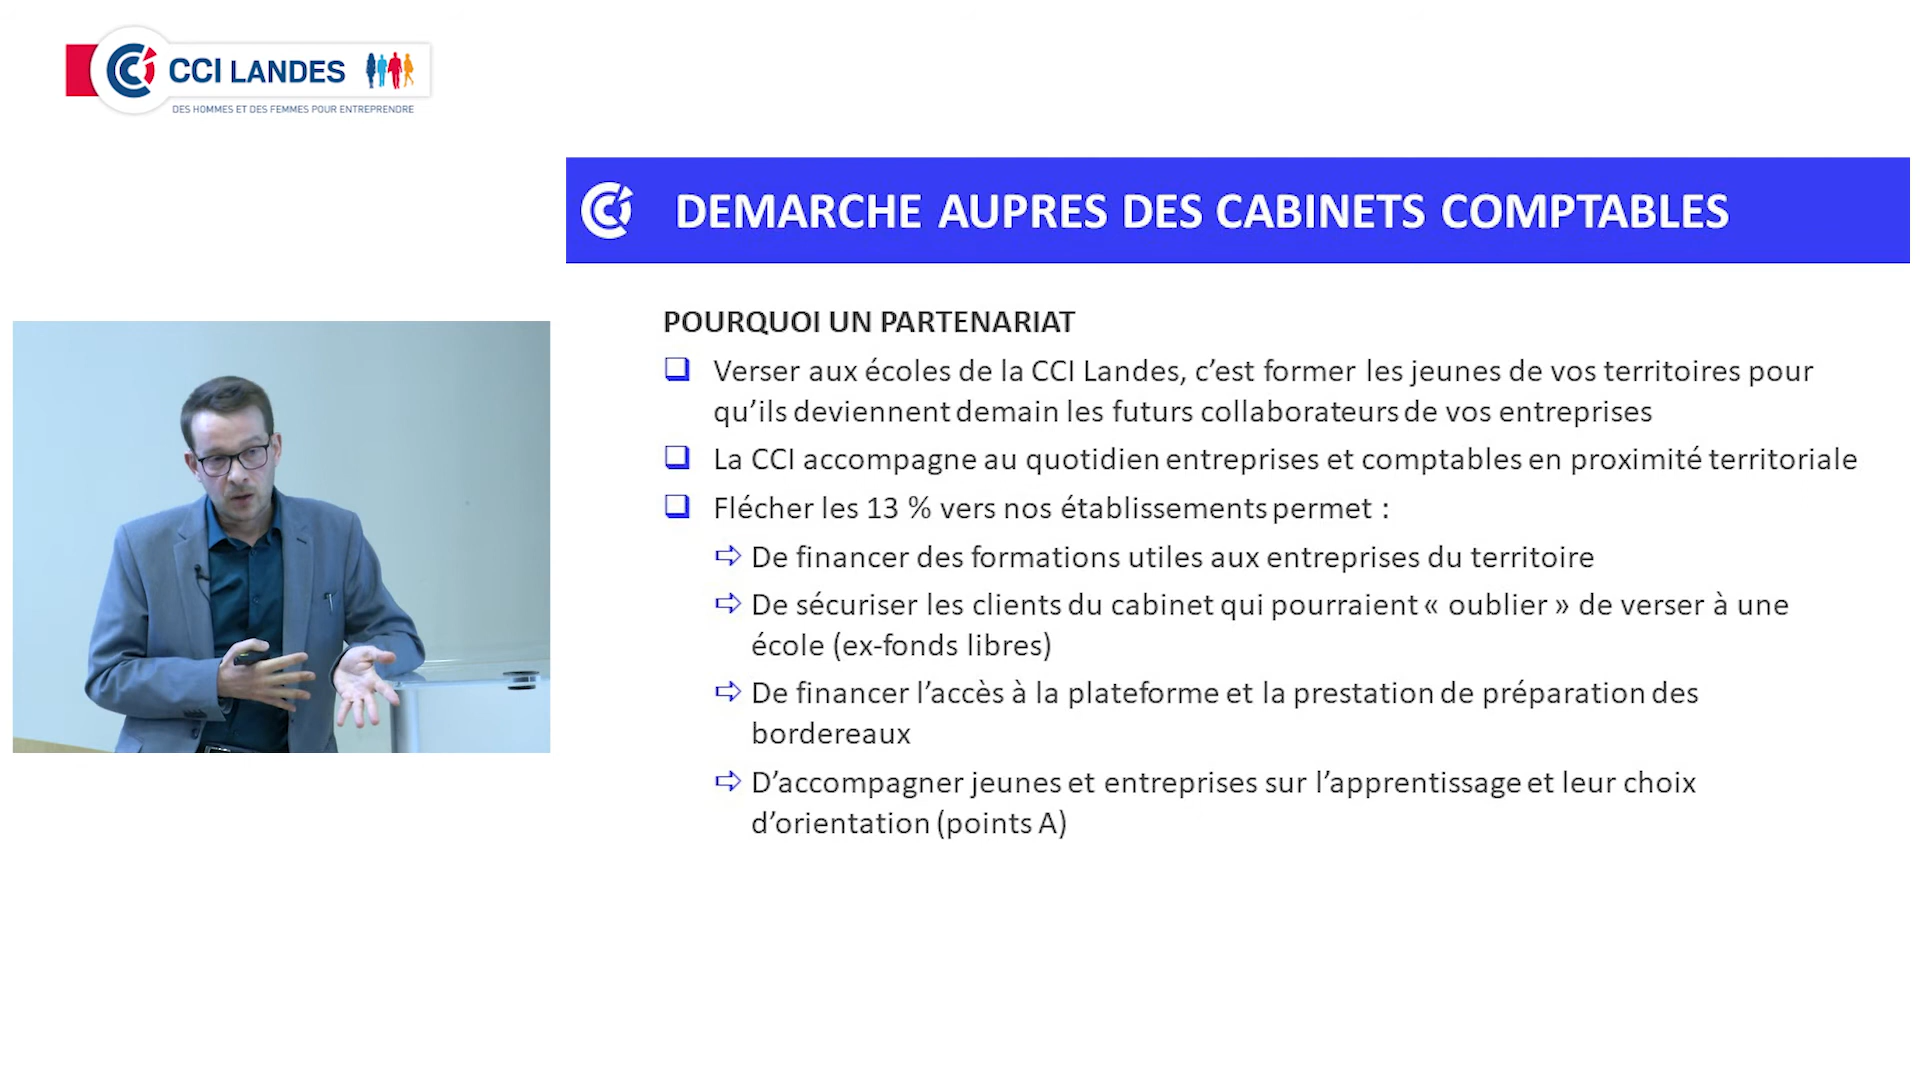 CCI LANDES
DES HOMMES ET DES FEMMES POUR ENTREPRENDRE
DEMARCHE AUPRES DES CABINETS COMPTABLES
POURQUOI UN PARTENARIAT
Verser aux écoles de la CCI Landes, c’est former les jeunes de vos territoires pour
qu’ils deviennent demain les futurs collaborateurs de vos entreprises
La CCI accompagne au quotidien entreprises et comptables en proximité territoriale
Flécher les 13 % vers nos établissements permet :
De financer des formations utiles aux entreprises du territoire
De sécuriser les clients du cabinet qui pourraient « oublier » de verser à une
école (ex-fonds libres)
De financer l’accès à la plateforme et la prestation de préparation des
bordereaux
D’accompagner jeunes et entreprises sur l’apprentissage et leur choix
d’orientation (points A)